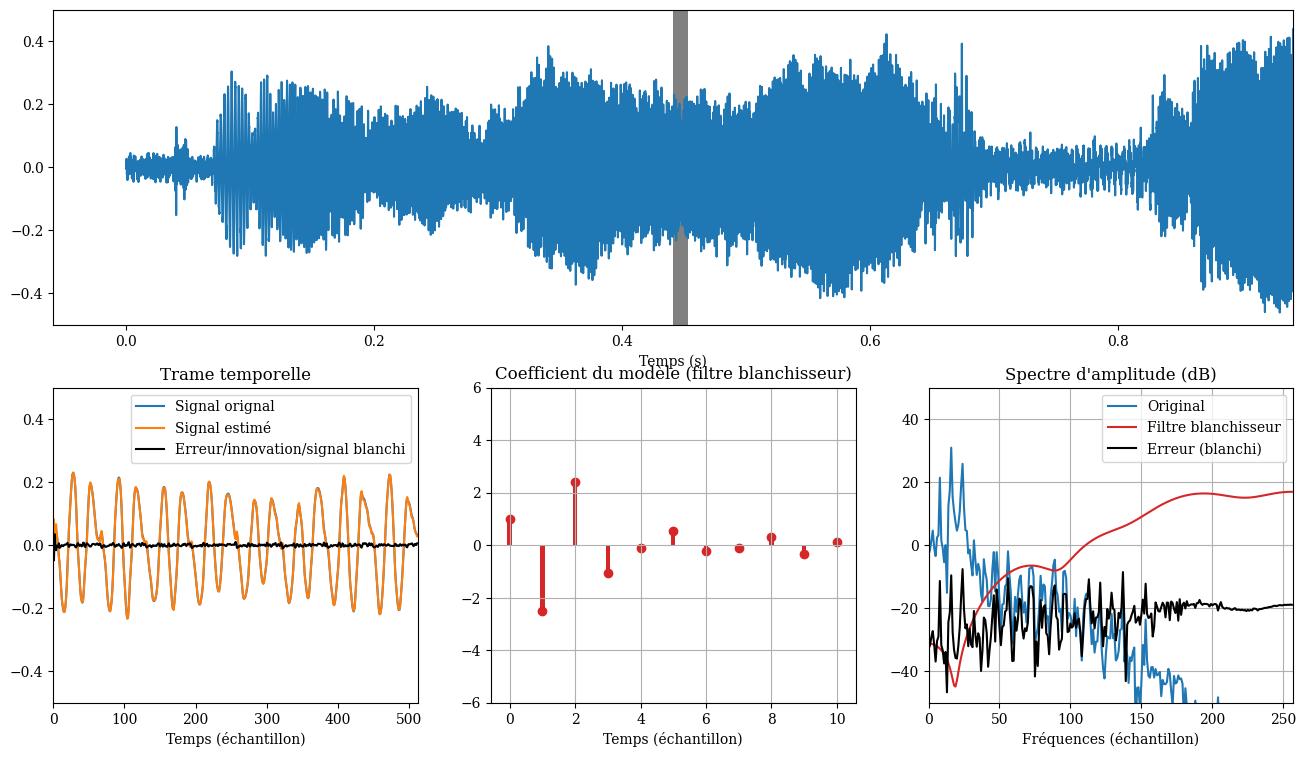 0.4
0.2
0.0
−0.2
−0.4
0.0 0.2 0.4 0.6 0.8
Temps (s)
Trame temporelle
Signal orignal
Signal estimé
Erreur/innovation/signal blanchi
0.4
0.2
0.0
−0.2
−0.4
0 100 200 300 400 500
Temps (échantillon)
Coefficient du modèle (filtre blanchisseur)
6
4
2
0
−2
−4
−6
0 2 4 6 8 10
Temps (échantillon)
Spectre d'amplitude (dB)
Original
Filtre blanchisseur
Erreur (blanchi)
40
20
0
−20
−40
0 50 100 150 200 250
Fréquences (échantillon)